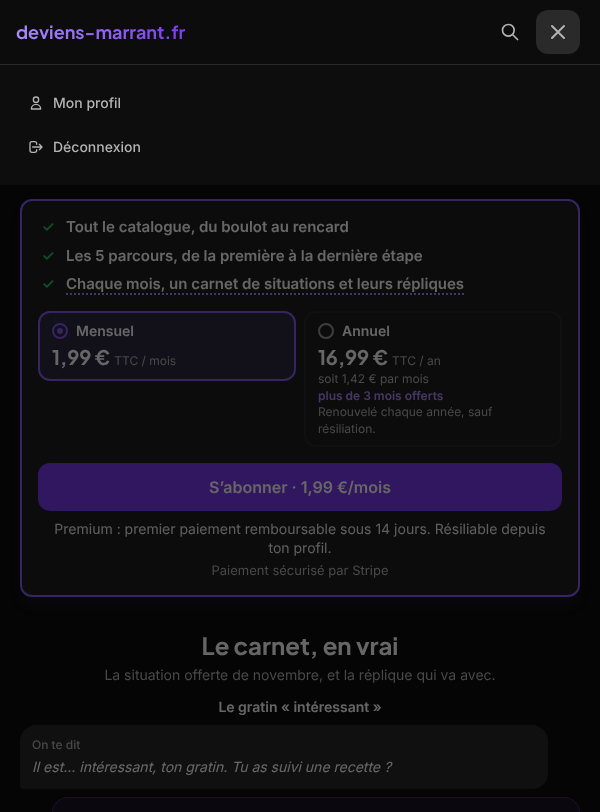 deviens-marrant.fr
Mon profil
Déconnexion
Tout le catalogue, du boulot au rencard
Les 5 parcours, de la première à la dernière étape
Chaque mois, un carnet de situations et leurs répliques
Mensuel
1,99 € TTC / mois
Annuel
16,99 € TTC / an
soit 1,42 € par mois
plus de 3 mois offerts
Renouvelé chaque année, sauf
résiliation.
S'abonner · 1,99 €/mois
Premium : premier paiement remboursable sous 14 jours. Résiliable depuis
ton profil.
Paiement sécurisé par Stripe
Le carnet, en vrai
La situation offerte de novembre, et la réplique qui va avec.
Le gratin « intéressant »
On te dit
Il est… intéressant, ton gratin. Tu as suivi une recette ?